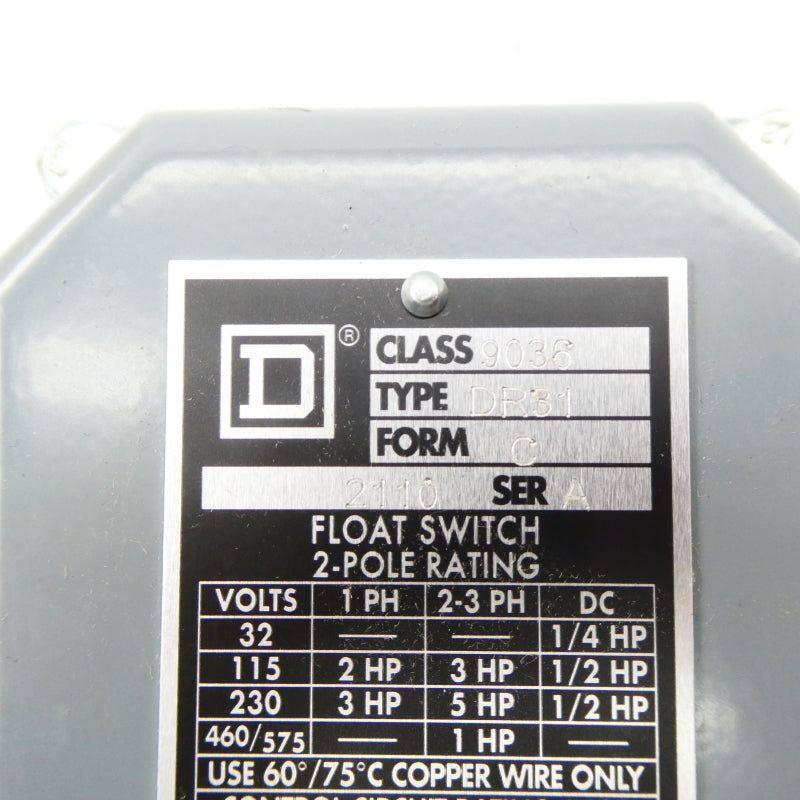 D ®
CLASS 9036
TYPE DR31
FORM C
2110 SER A
FLOAT SWITCH
2-POLE RATING
VOLTS 1 PH 2-3 PH DC
32 — — 1/4 HP
115 2 HP 3 HP 1/2 HP
230 3 HP 5 HP 1/2 HP
460/575 — 1 HP —
USE 60°/75°C COPPER WIRE ONLY